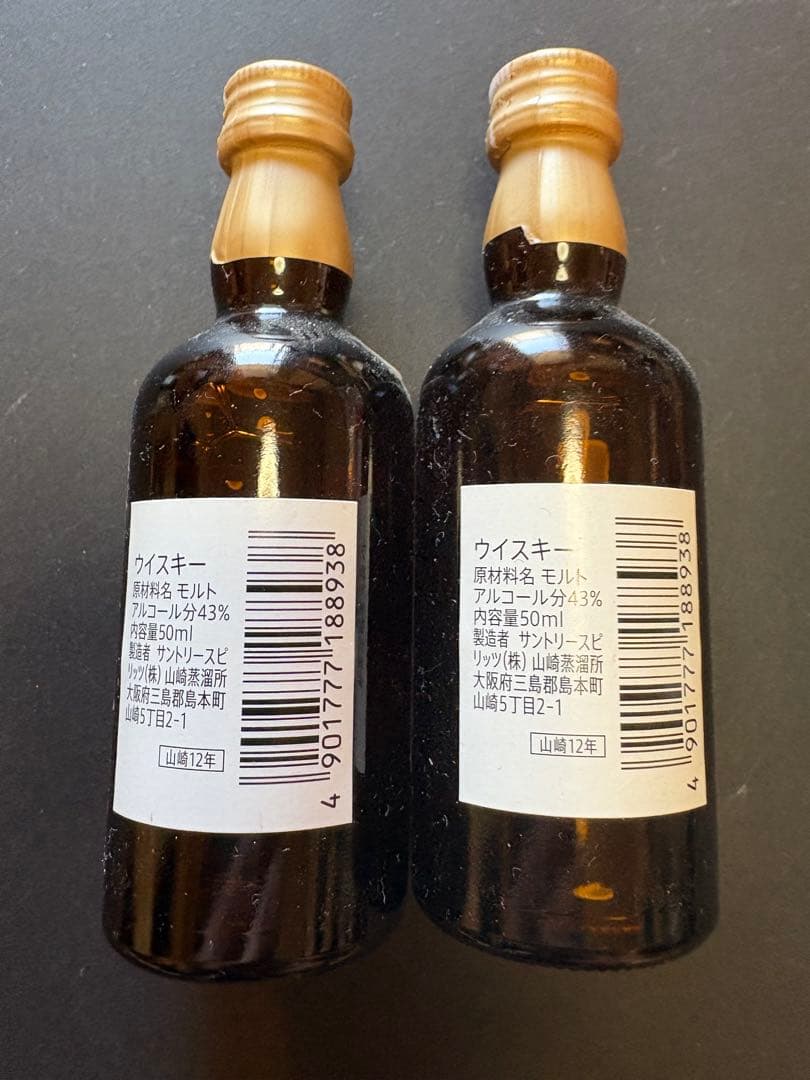 ウイスキー
原材料名 モルト
アルコール分43%
内容量50ml
製造者 サントリースピ
リッツ(株) 山崎蒸溜所
大阪府三島郡島本町
山崎5丁目2-1
山崎12年
4 901777 188938
ウイスキー
原材料名 モルト
アルコール分43%
内容量50ml
製造者 サントリースピ
リッツ(株) 山崎蒸溜所
大阪府三島郡島本町
山崎5丁目2-1
山崎12年
4 901777 188938